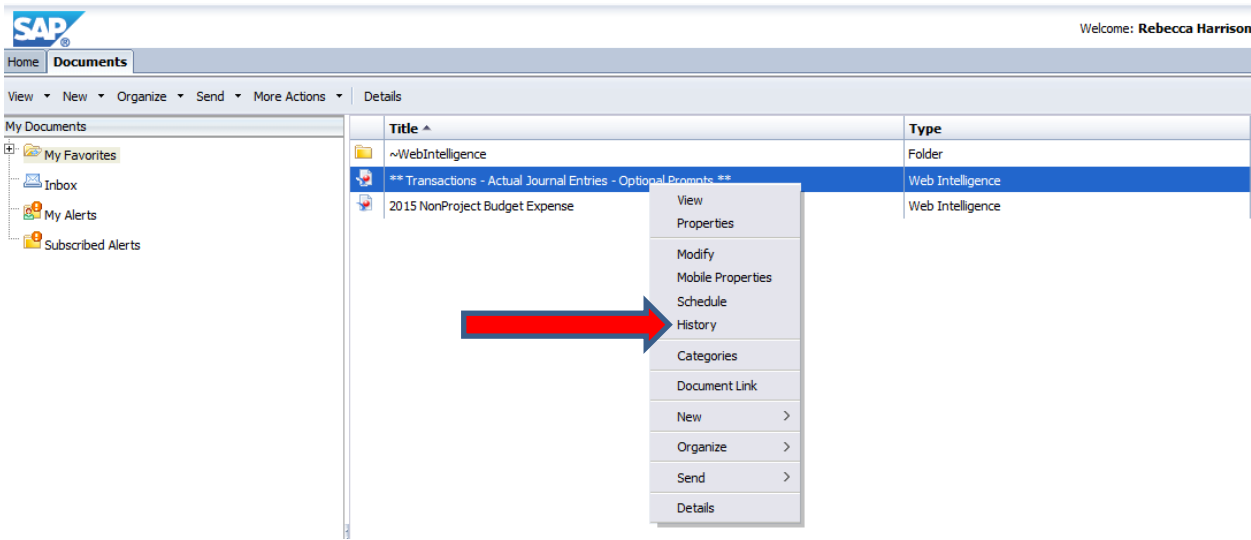 SAP ®
Welcome: Rebecca Harrison
Home Documents
View New Organize Send More Actions Details
My Documents
My Favorites
Inbox
My Alerts
Subscribed Alerts
Title Type
~WebIntelligence Folder
** Transactions - Actual Journal Entries - Optional Prompts ** Web Intelligence
2015 NonProject Budget Expense Web Intelligence
View
Properties
Modify
Mobile Properties
Schedule
History
Categories
Document Link
New
Organize
Send
Details